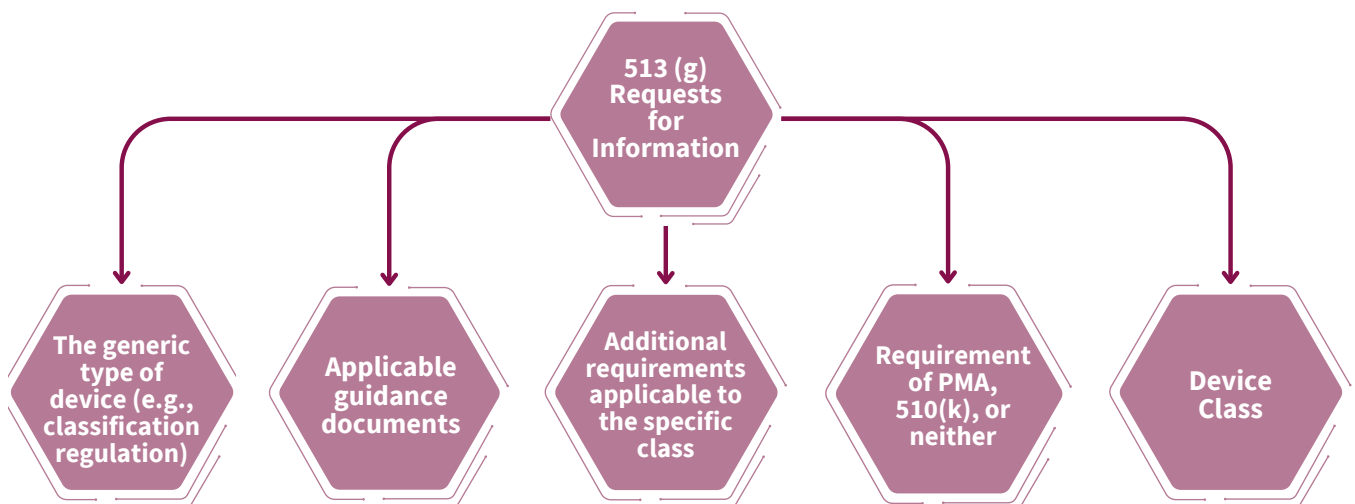 513 (g)
Requests
for
Information
The generic
type of
device (e.g.,
classification
regulation)
Applicable
guidance
documents
Additional
requirements
applicable to
the specific
class
Requirement
of PMA,
510(k), or
neither
Device
Class